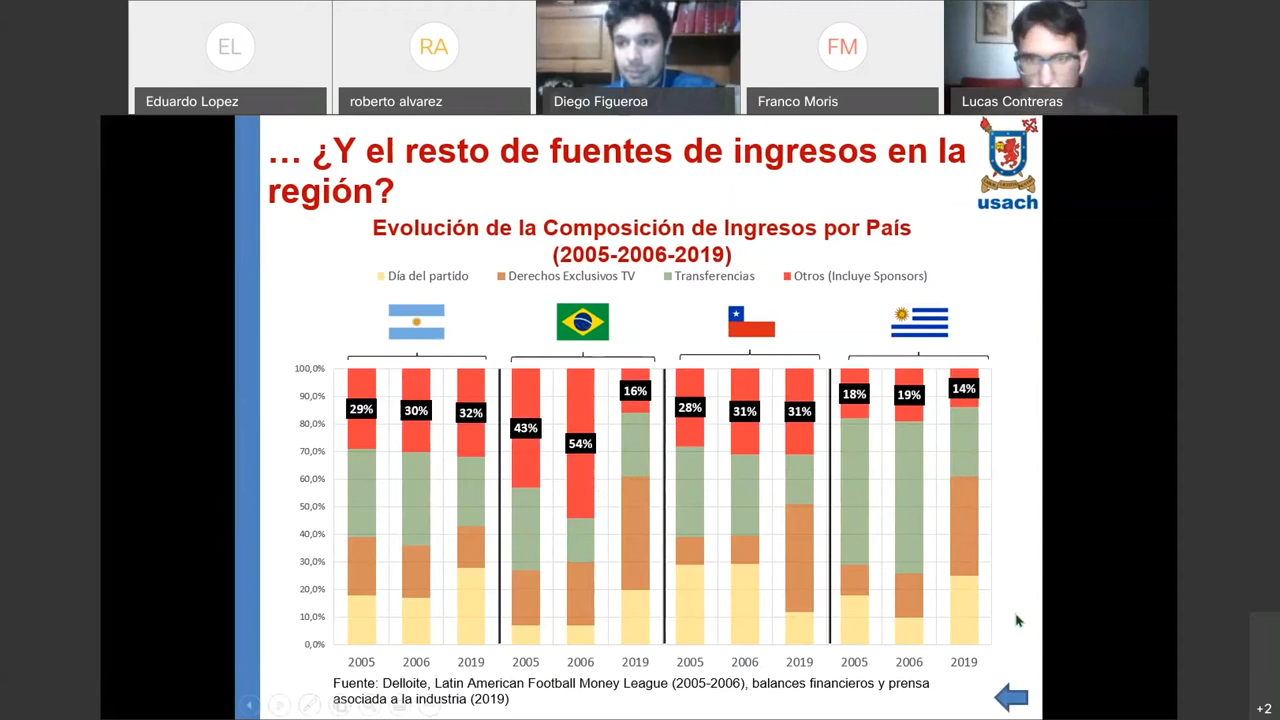 EL
RA
FM
Eduardo Lopez
roberto alvarez
Diego Figueroa
Franco Moris
Lucas Contreras
... ¿Y el resto de fuentes de ingresos en la
región?
usach
Evolución de la Composición de Ingresos por País
(2005-2006-2019)
Día del partido
Derechos Exclusivos TV
Transferencias
Otros (Incluye Sponsors)
100,0%
90,0%
80,0%
70,0%
60,0%
50,0%
40,0%
30,0%
20,0%
10,0%
0,0%
29%
30%
32%
43%
54%
16%
28%
31%
31%
18%
19%
14%
2005
2006
2019
2005
2006
2019
2005
2006
2019
2005
2006
2019
Fuente: Delloite, Latin American Football Money League (2005-2006), balances financieros y prensa
asociada a la industria (2019)
+2